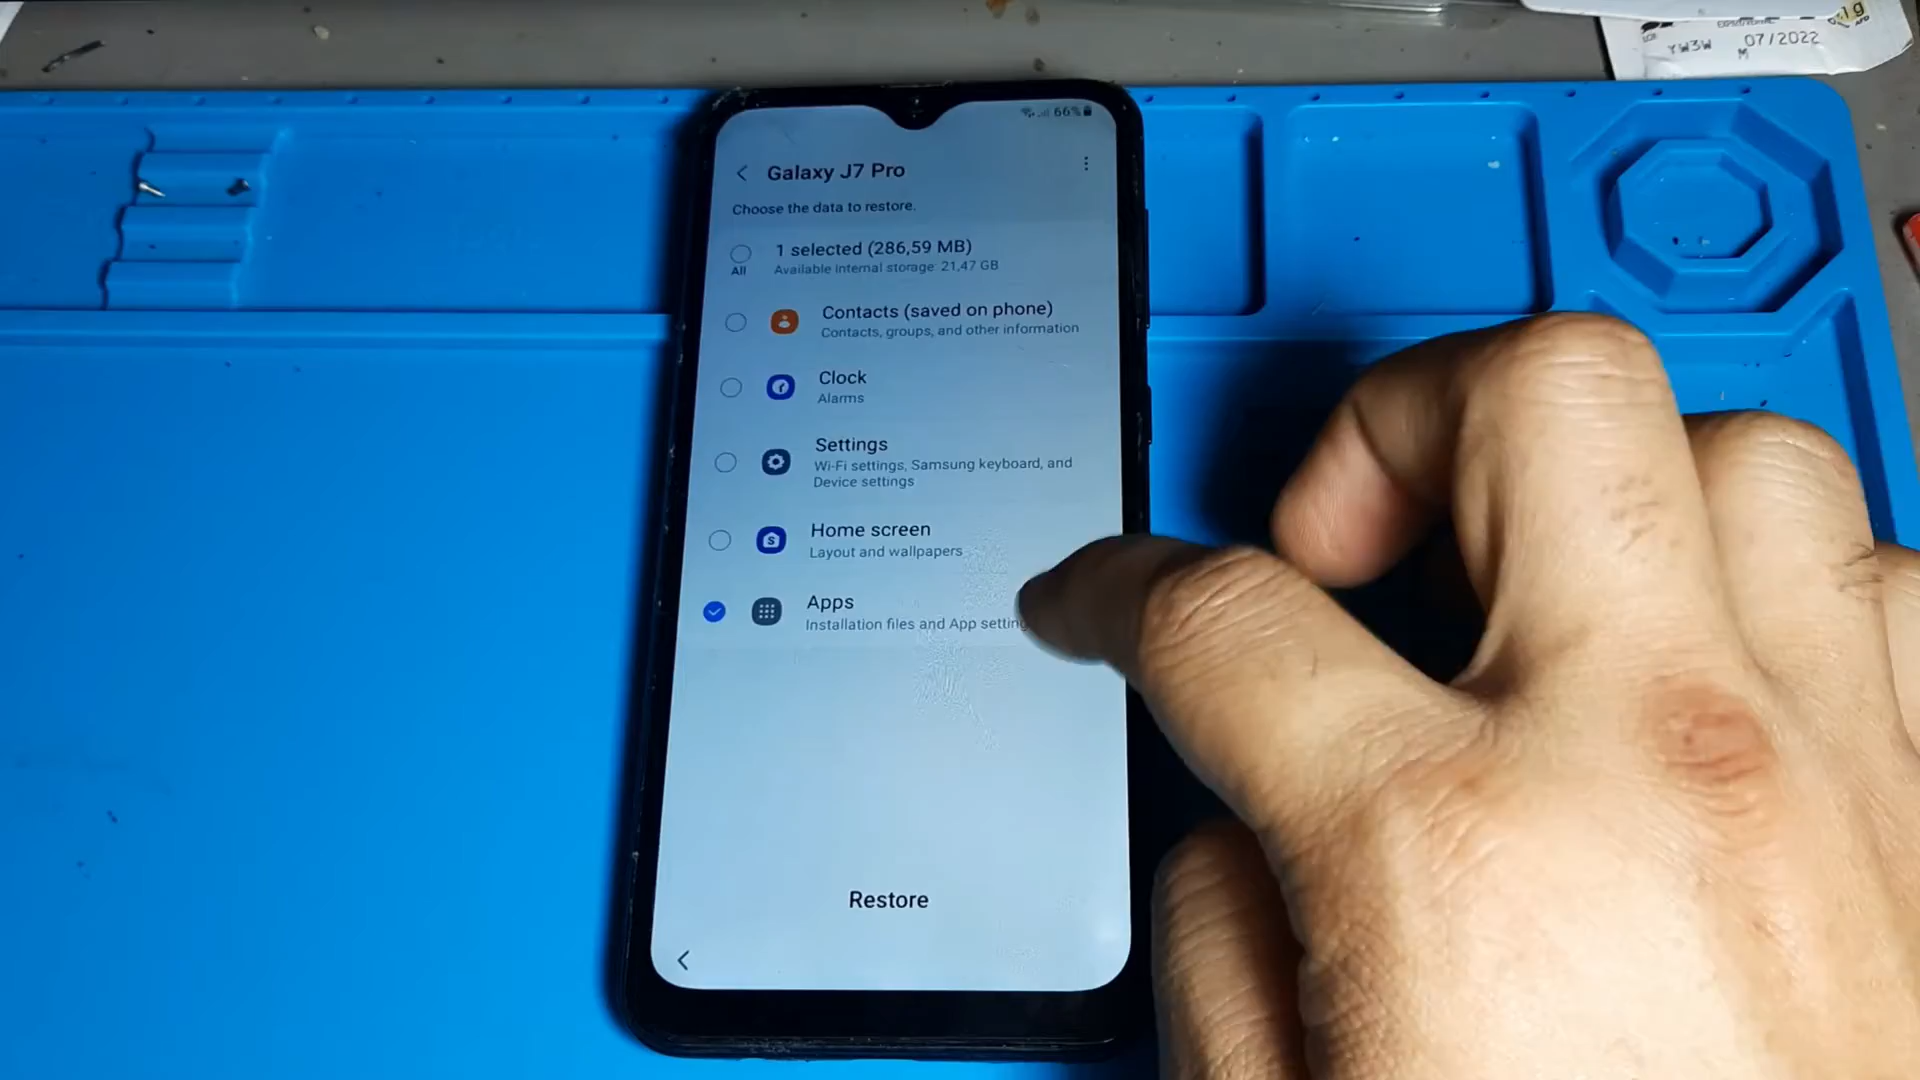 07/2022
YW3W
M
66%
Galaxy J7 Pro
Choose the data to restore.
1 selected (286,59 MB)
All
Available internal storage: 21,47 GB
Contacts (saved on phone)
Contacts, groups, and other information
Clock
Alarms
Settings
Wi-Fi settings, Samsung keyboard, and
Device settings
Home screen
Layout and wallpapers
Apps
Installation files and App setting
Restore